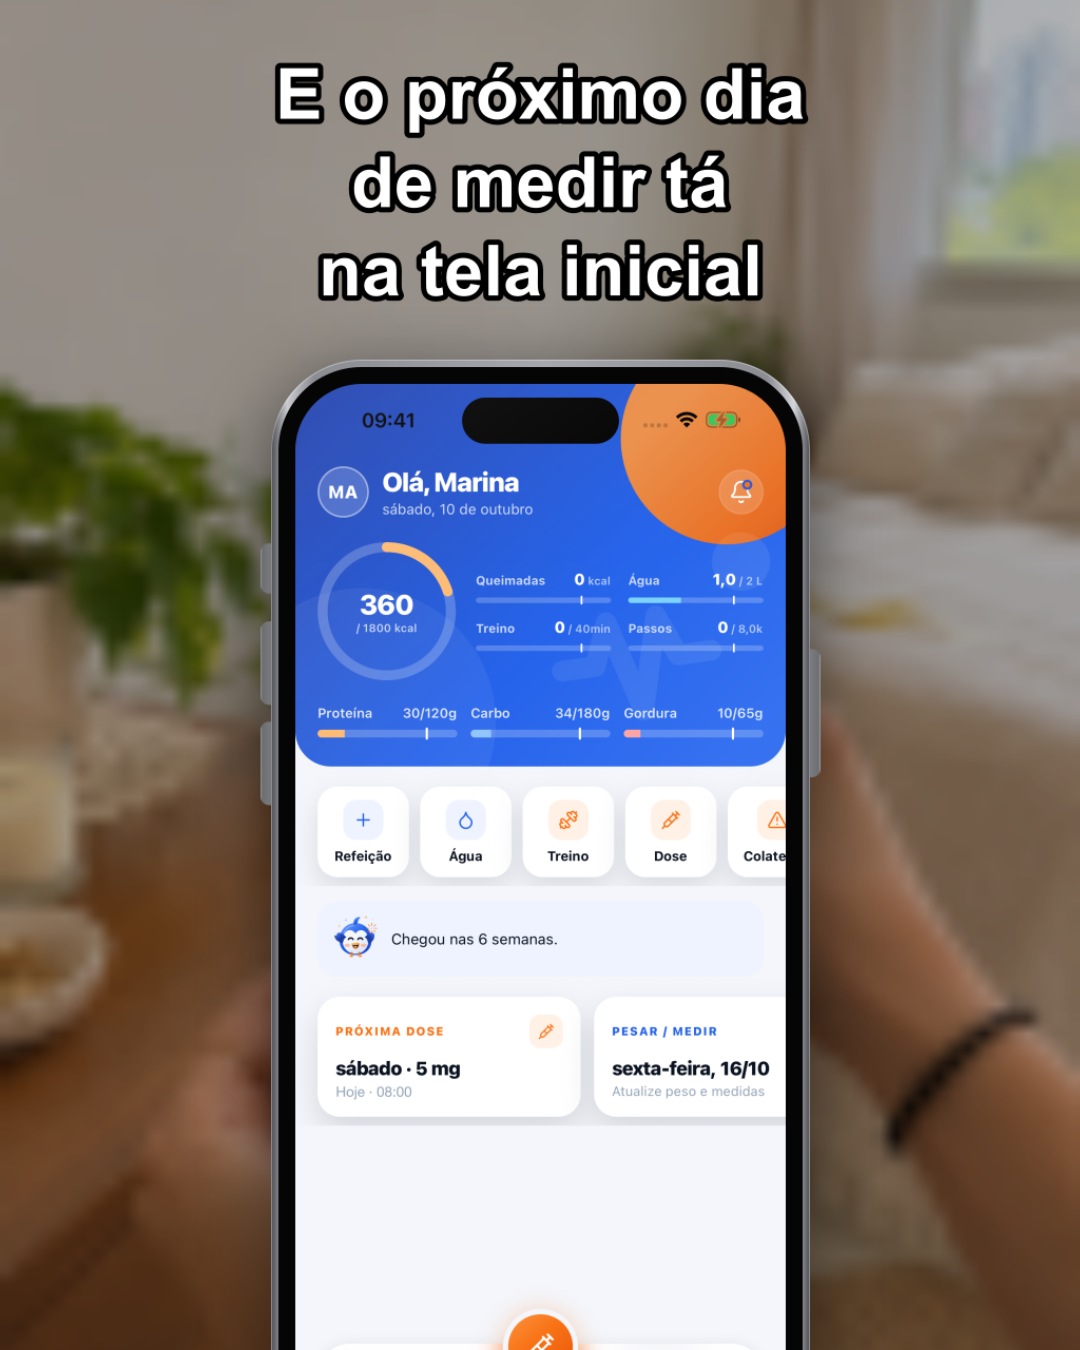 E o próximo dia
de medir tá
na tela inicial
09:41
MA
Olá, Marina
sábado, 10 de outubro
360
/ 1800 kcal
Queimadas 0 kcal
Água 1,0 / 2 L
Treino 0 / 40min
Passos 0 / 8,0k
Proteína 30/120g
Carbo 34/180g
Gordura 10/65g
Refeição
Água
Treino
Dose
Colate
Chegou nas 6 semanas.
PRÓXIMA DOSE
sábado · 5 mg
Hoje · 08:00
PESAR / MEDIR
sexta-feira, 16/10
Atualize peso e medidas